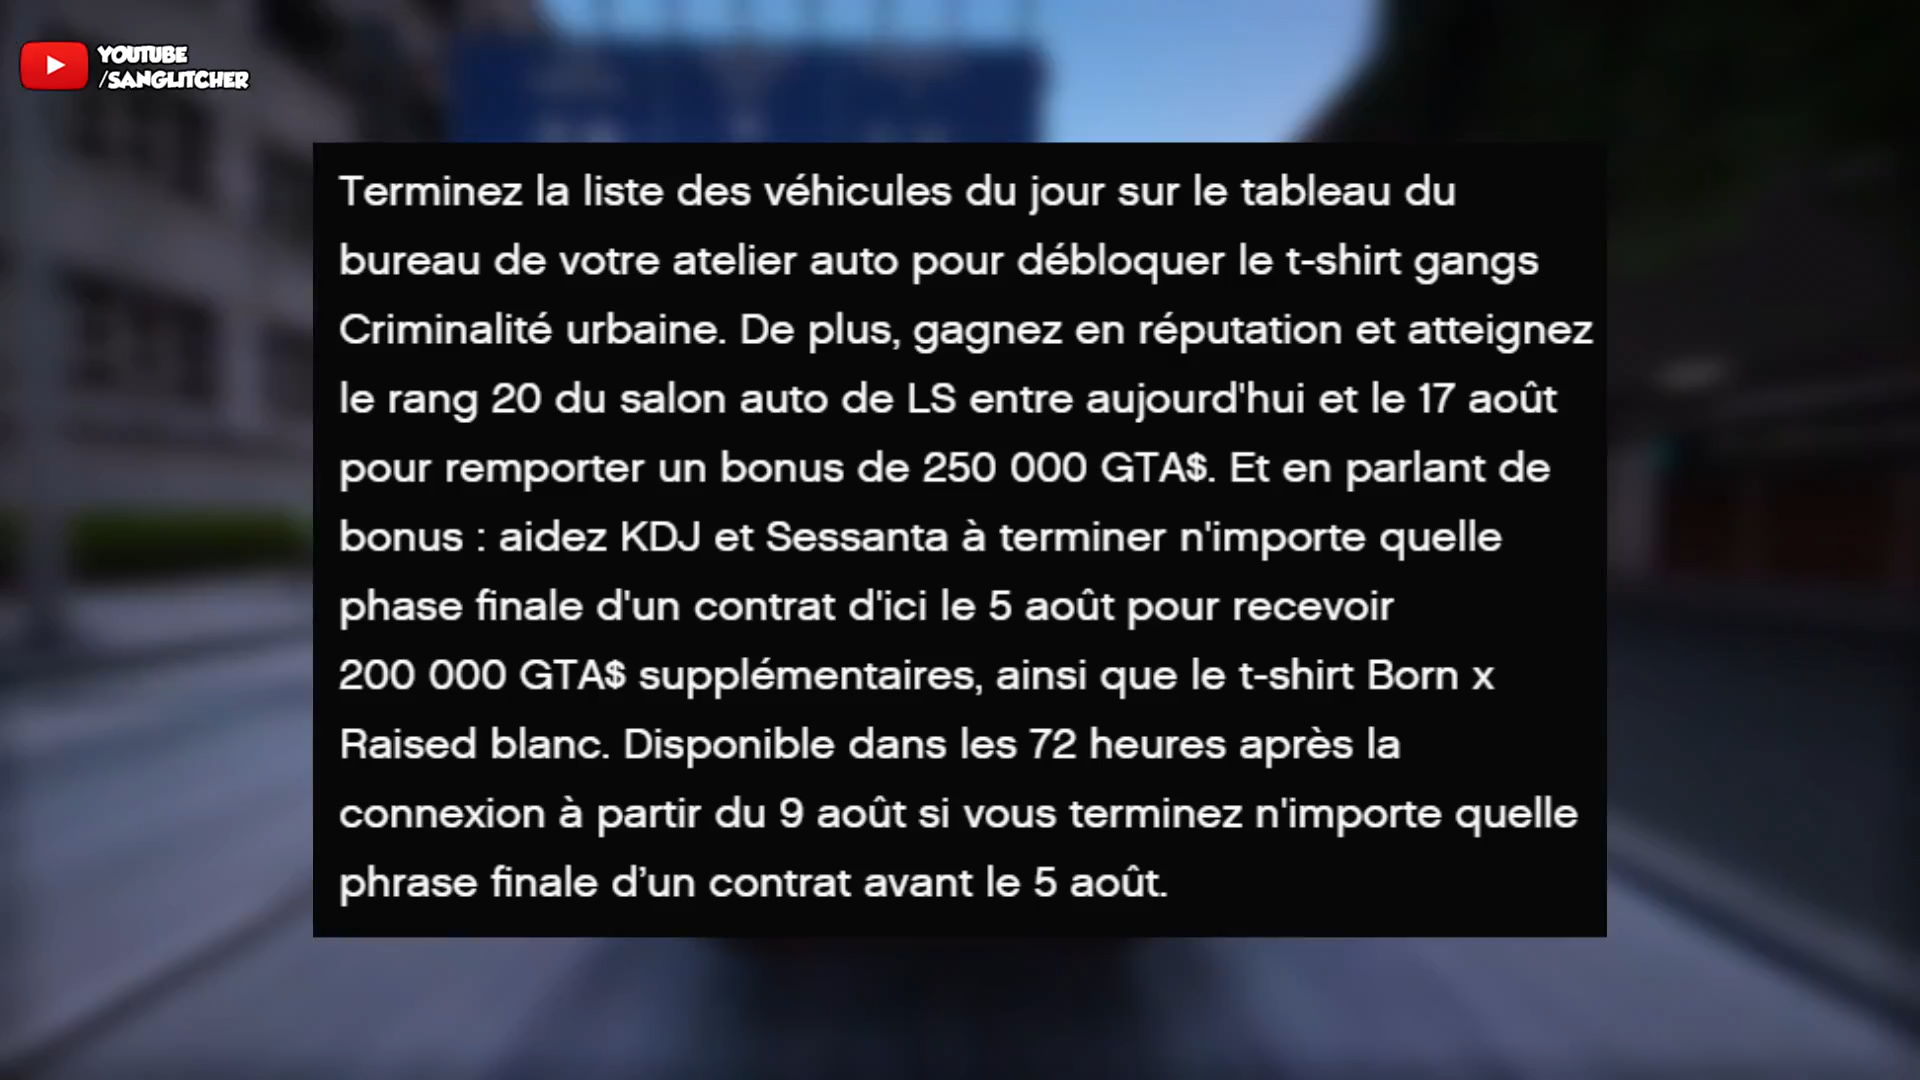 YOUTUBE
/SANGLITCHER
Terminez la liste des véhicules du jour sur le tableau du
bureau de votre atelier auto pour débloquer le t-shirt gangs
Criminalité urbaine. De plus, gagnez en réputation et atteignez
le rang 20 du salon auto de LS entre aujourd'hui et le 17 août
pour remporter un bonus de 250 000 GTA$. Et en parlant de
bonus : aidez KDJ et Sessanta à terminer n'importe quelle
phase finale d'un contrat d'ici le 5 août pour recevoir
200 000 GTA$ supplémentaires, ainsi que le t-shirt Born x
Raised blanc. Disponible dans les 72 heures après la
connexion à partir du 9 août si vous terminez n'importe quelle
phrase finale d’un contrat avant le 5 août.